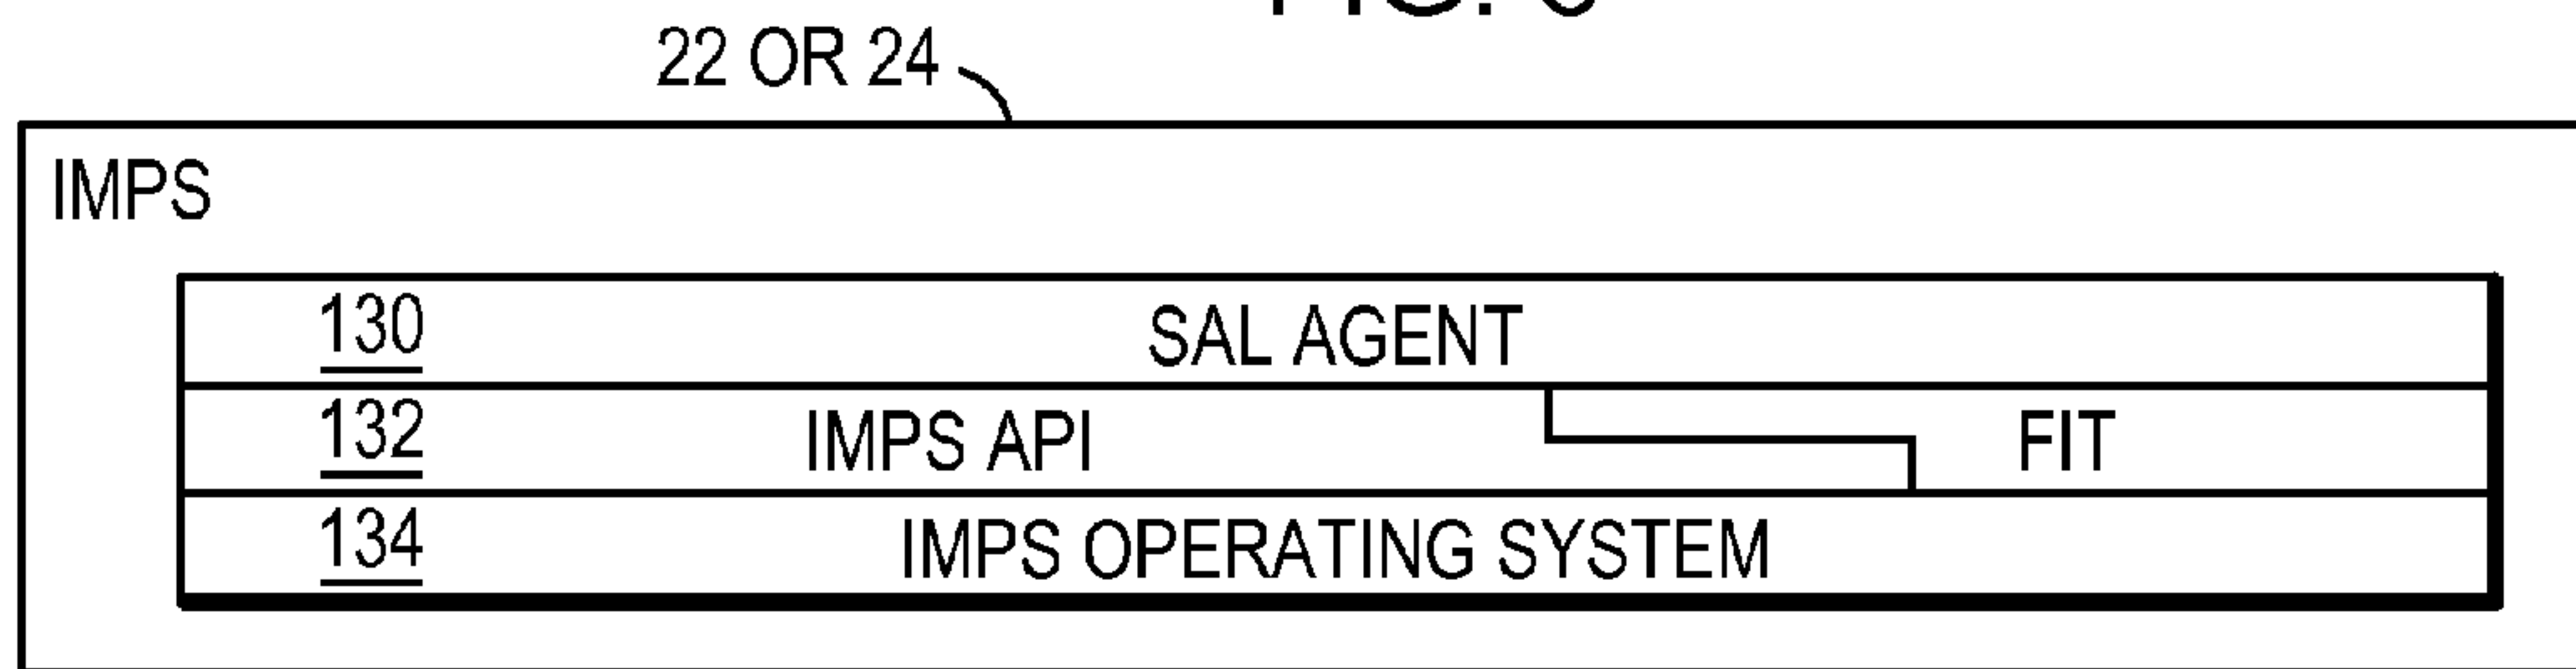 22 OR 24
IMPS
130 SAL AGENT
132 IMPS API FIT
134 IMPS OPERATING SYSTEM